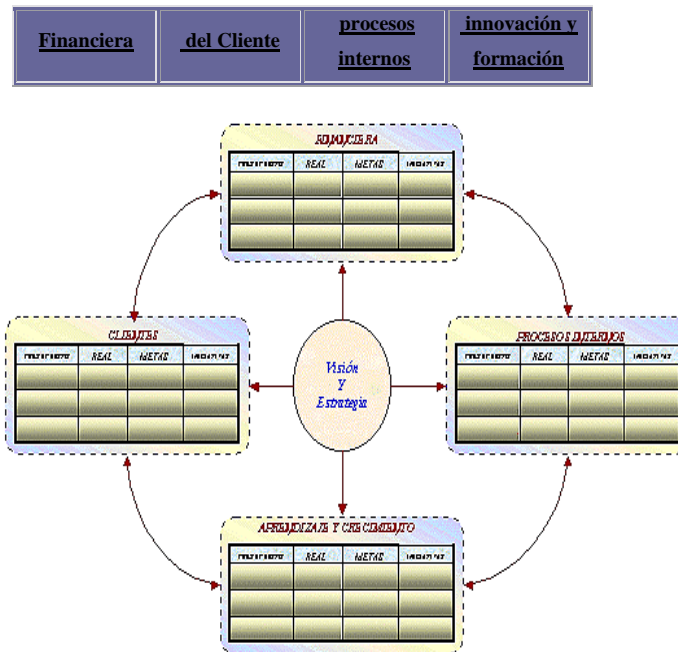 Financiera
del Cliente
procesos
internos
innovación y
formación
FINANCIERA
REAL METAS
CLIENTES
REAL METAS
PROCESOS INTERNOS
REAL METAS
Visión
Y
Estrategia
APRENDIZAJE Y CRECIMIENTO
REAL METAS